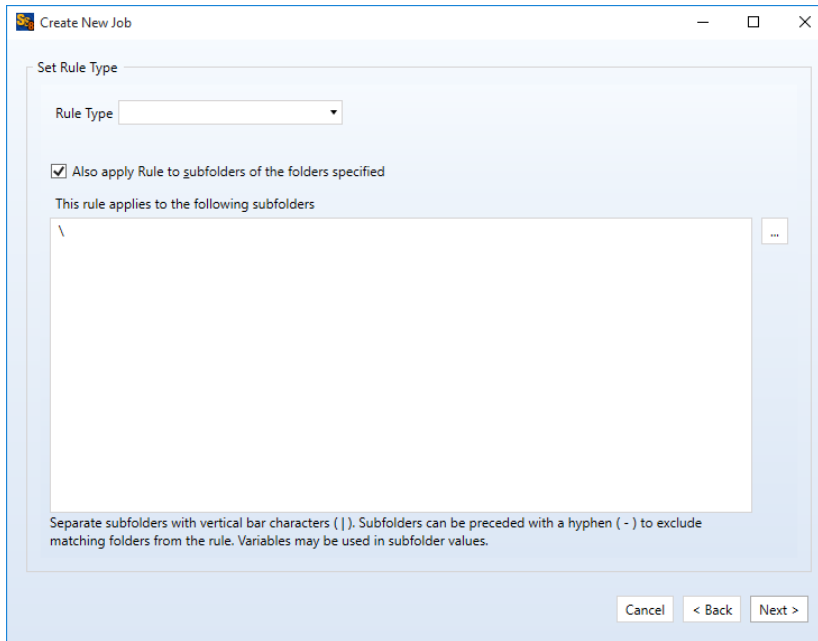 Create New Job
Set Rule Type
Rule Type
Also apply Rule to subfolders of the folders specified
This rule applies to the following subfolders
\
...
Separate subfolders with vertical bar characters ( | ). Subfolders can be preceded with a hyphen ( - ) to exclude
matching folders from the rule. Variables may be used in subfolder values.
Cancel
< Back
Next >